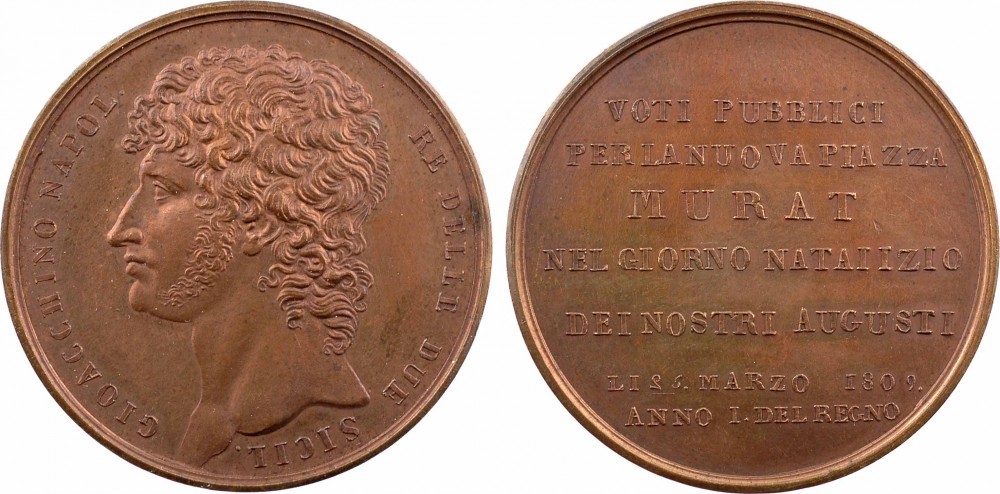 GIOACCHINO NAPOL. RE DELLE DUE SICIL.
VOTI PUBBLICI
PER LA NUOVA PIAZZA
MURAT
NEL GIORNO NATALIZIO
DEI NOSTRI AUGUSTI
LI 25. MARZO 1809.
ANNO I. DEL REGNO